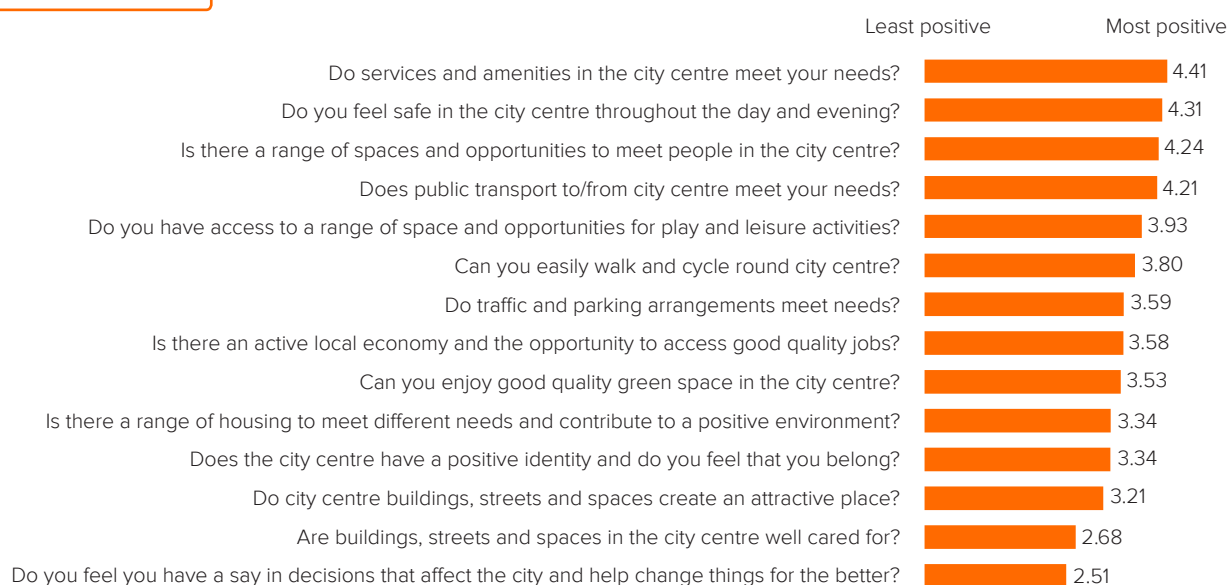 Least positive Most positive
Do services and amenities in the city centre meet your needs? 4.41
Do you feel safe in the city centre throughout the day and evening? 4.31
Is there a range of spaces and opportunities to meet people in the city centre? 4.24
Does public transport to/from city centre meet your needs? 4.21
Do you have access to a range of space and opportunities for play and leisure activities? 3.93
Can you easily walk and cycle round city centre? 3.80
Do traffic and parking arrangements meet needs? 3.59
Is there an active local economy and the opportunity to access good quality jobs? 3.58
Can you enjoy good quality green space in the city centre? 3.53
Is there a range of housing to meet different needs and contribute to a positive environment? 3.34
Does the city centre have a positive identity and do you feel that you belong? 3.34
Do city centre buildings, streets and spaces create an attractive place? 3.21
Are buildings, streets and spaces in the city centre well cared for? 2.68
Do you feel you have a say in decisions that affect the city and help change things for the better? 2.51